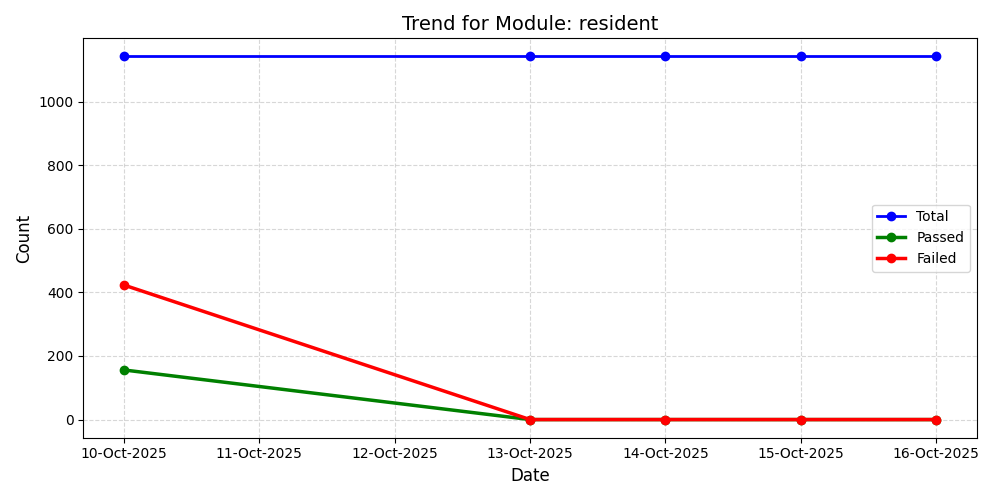 Trend for Module: resident
Count
1000
800
600
400
200
0
Total
Passed
Failed
10-Oct-2025
11-Oct-2025
12-Oct-2025
13-Oct-2025
14-Oct-2025
15-Oct-2025
16-Oct-2025
Date